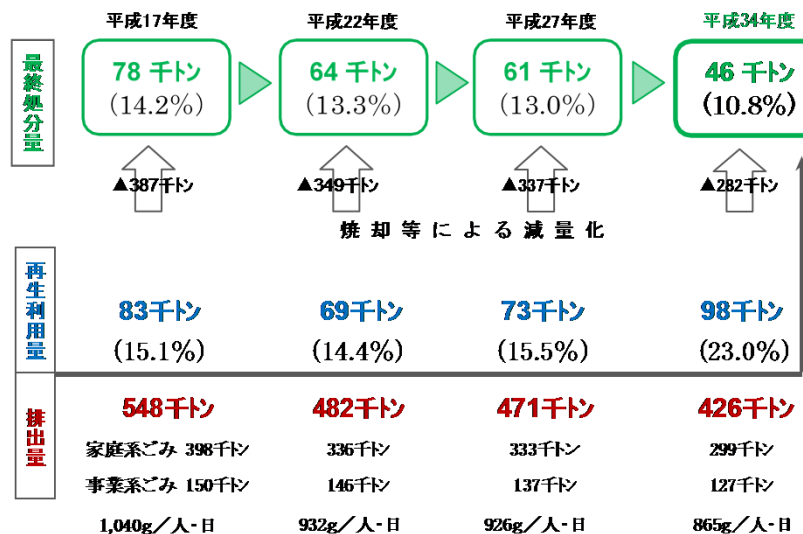 平成17年度 平成22年度 平成27年度 平成34年度
最終処分量
78 千トン 64 千トン 61 千トン 46 千トン
(14.2%) (13.3%) (13.0%) (10.8%)
▲387千トン ▲349千トン ▲337千トン ▲282千トン
焼却等による減量化
再生利用量
83千トン 69千トン 73千トン 98千トン
(15.1%) (14.4%) (15.5%) (23.0%)
排出量
548千トン 482千トン 471千トン 426千トン
家庭系ごみ 398千トン 336千トン 333千トン 299千トン
事業系ごみ 150千トン 146千トン 137千トン 127千トン
1,040g／人-日 932g／人-日 926g／人-日 865g／人-日